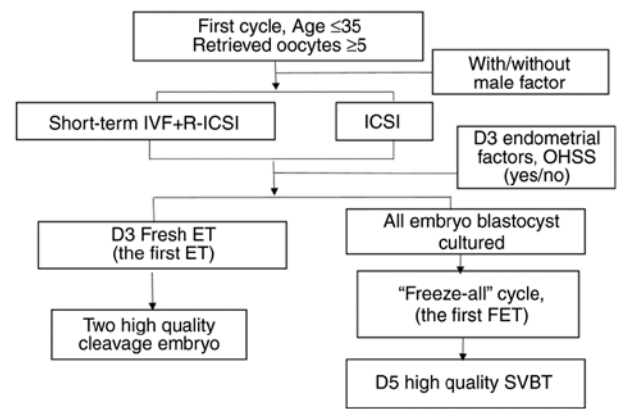 First cycle, Age ≤35
Retrieved oocytes ≥5
With/without
male factor
Short-term IVF+R-ICSI
ICSI
D3 endometrial
factors, OHSS
(yes/no)
D3 Fresh ET
(the first ET)
All embryo blastocyst
cultured
Two high quality
cleavage embryo
“Freeze-all” cycle,
(the first FET)
D5 high quality SVBT